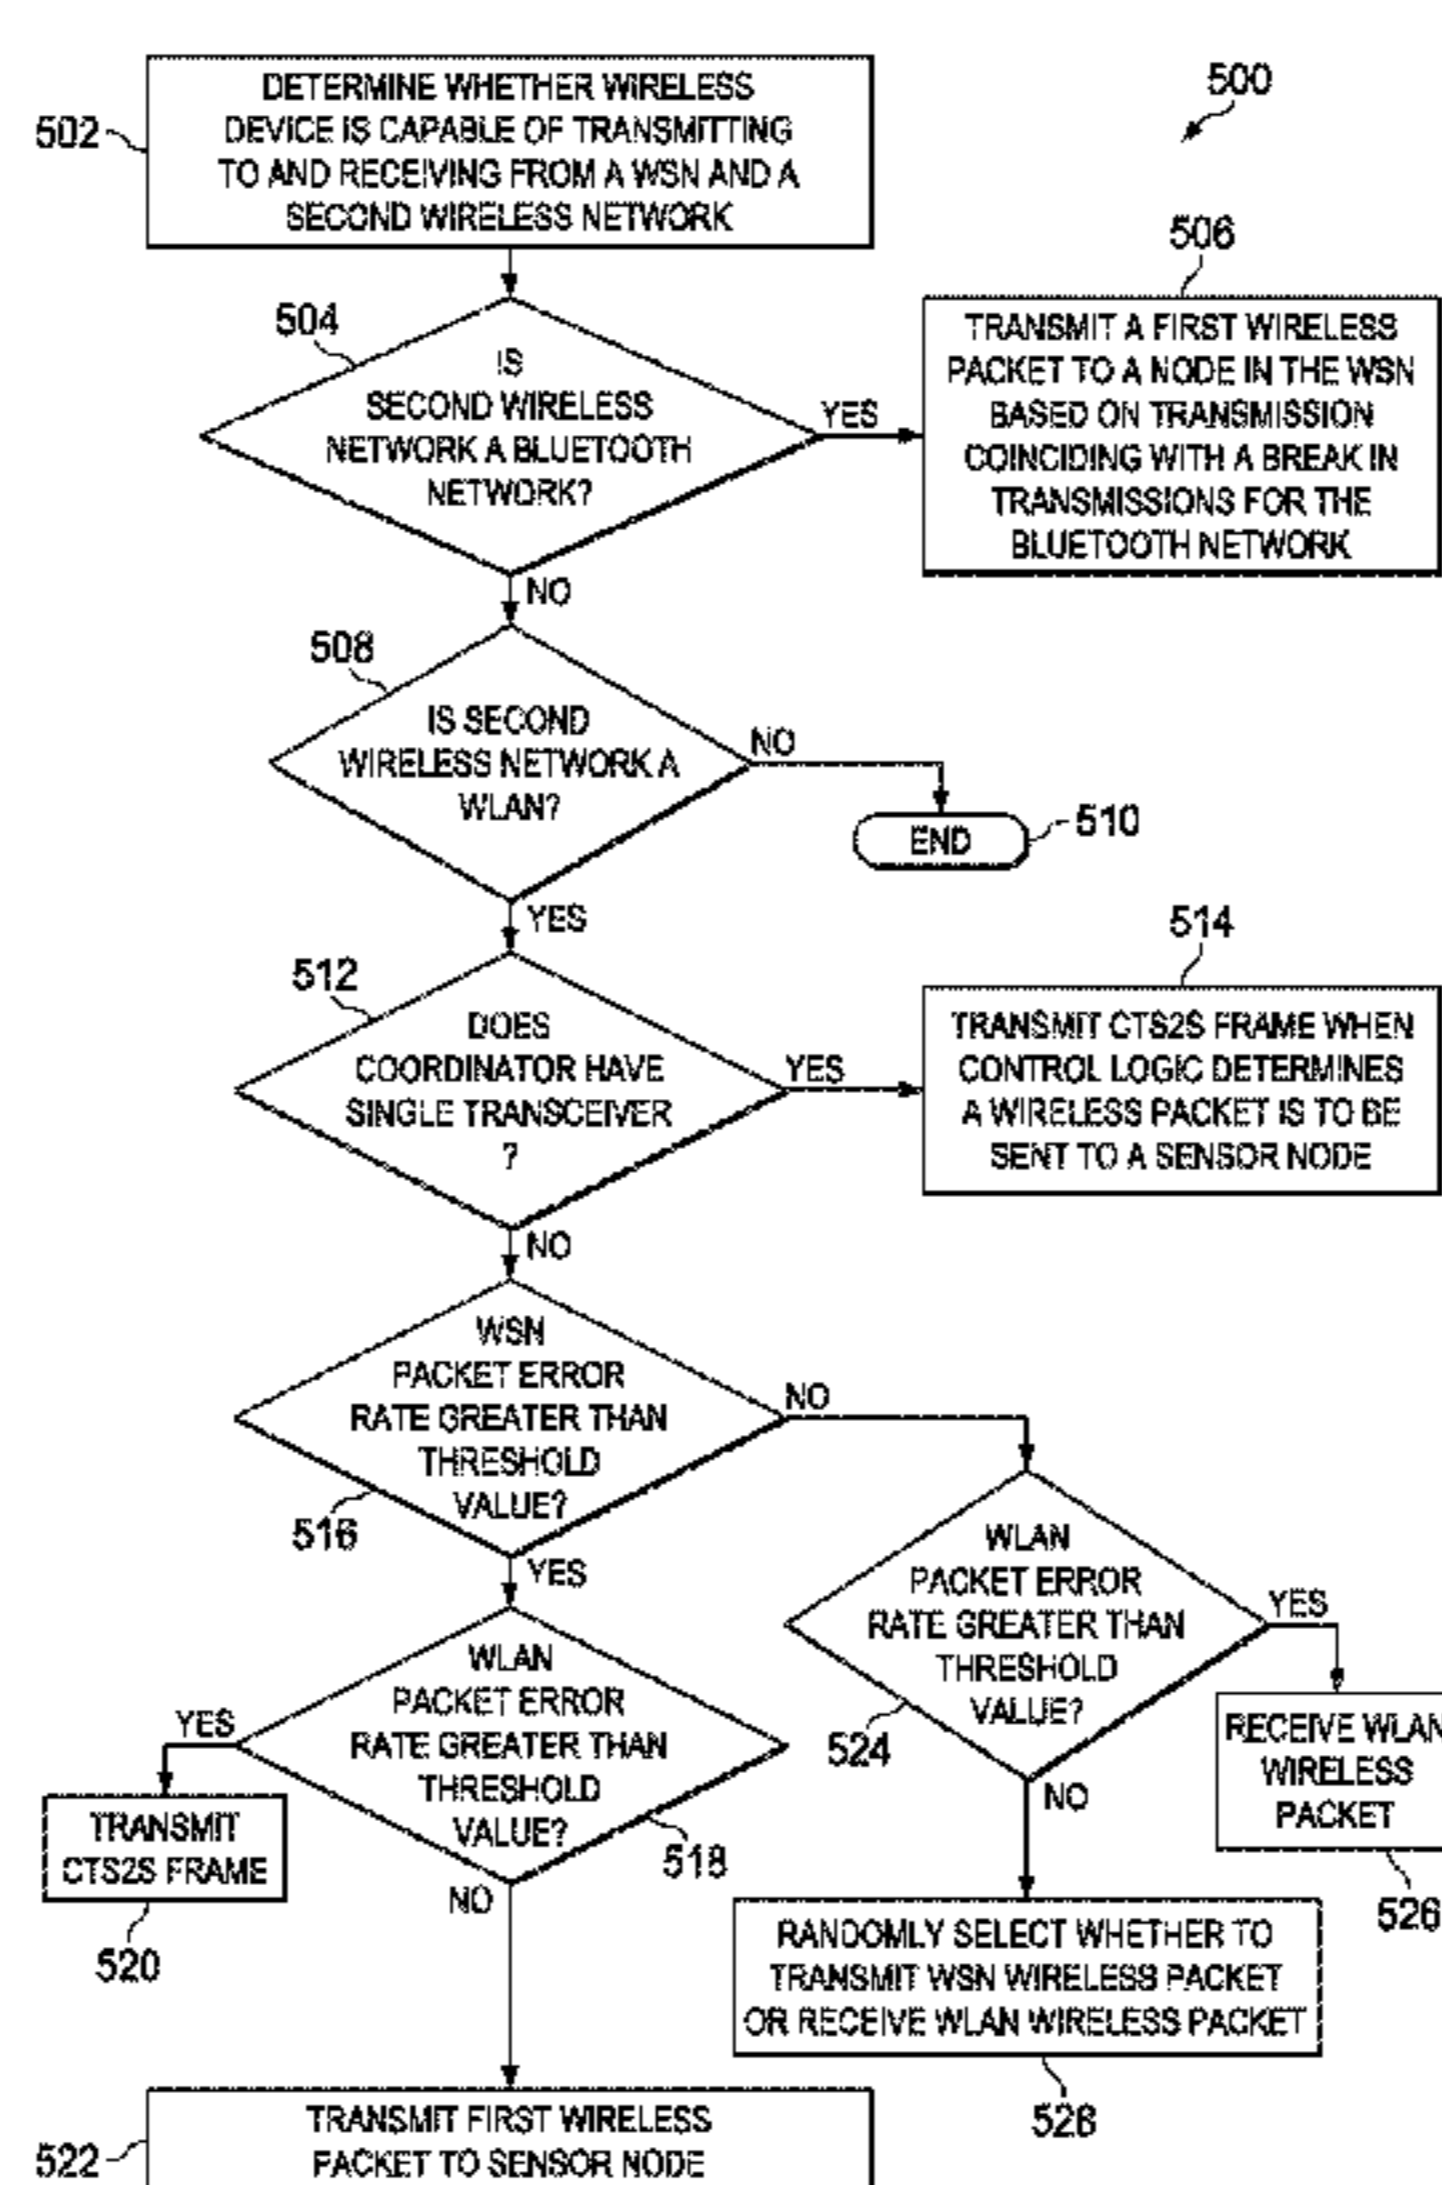 500
502
DETERMINE WHETHER WIRELESS
DEVICE IS CAPABLE OF TRANSMITTING
TO AND RECEIVING FROM A WSN AND A
SECOND WIRELESS NETWORK
504
IS
SECOND WIRELESS
NETWORK A BLUETOOTH
NETWORK?
YES
NO
506
TRANSMIT A FIRST WIRELESS
PACKET TO A NODE IN THE WSN
BASED ON TRANSMISSION
COINCIDING WITH A BREAK IN
TRANSMISSIONS FOR THE
BLUETOOTH NETWORK
508
IS SECOND
WIRELESS NETWORK A
WLAN?
NO
END
510
YES
512
DOES
COORDINATOR HAVE
SINGLE TRANSCEIVER
?
YES
NO
514
TRANSMIT CTS2S FRAME WHEN
CONTROL LOGIC DETERMINES
A WIRELESS PACKET IS TO BE
SENT TO A SENSOR NODE
WSN
PACKET ERROR
RATE GREATER THAN
THRESHOLD
VALUE?
516
NO
YES
WLAN
PACKET ERROR
RATE GREATER THAN
THRESHOLD
VALUE?
518
YES
NO
TRANSMIT
CTS2S FRAME
520
WLAN
PACKET ERROR
RATE GREATER THAN
THRESHOLD
VALUE?
524
YES
NO
RECEIVE WLAN
WIRELESS
PACKET
526
RANDOMLY SELECT WHETHER TO
TRANSMIT WSN WIRELESS PACKET
OR RECEIVE WLAN WIRELESS PACKET
528
522
TRANSMIT FIRST WIRELESS
PACKET TO SENSOR NODE